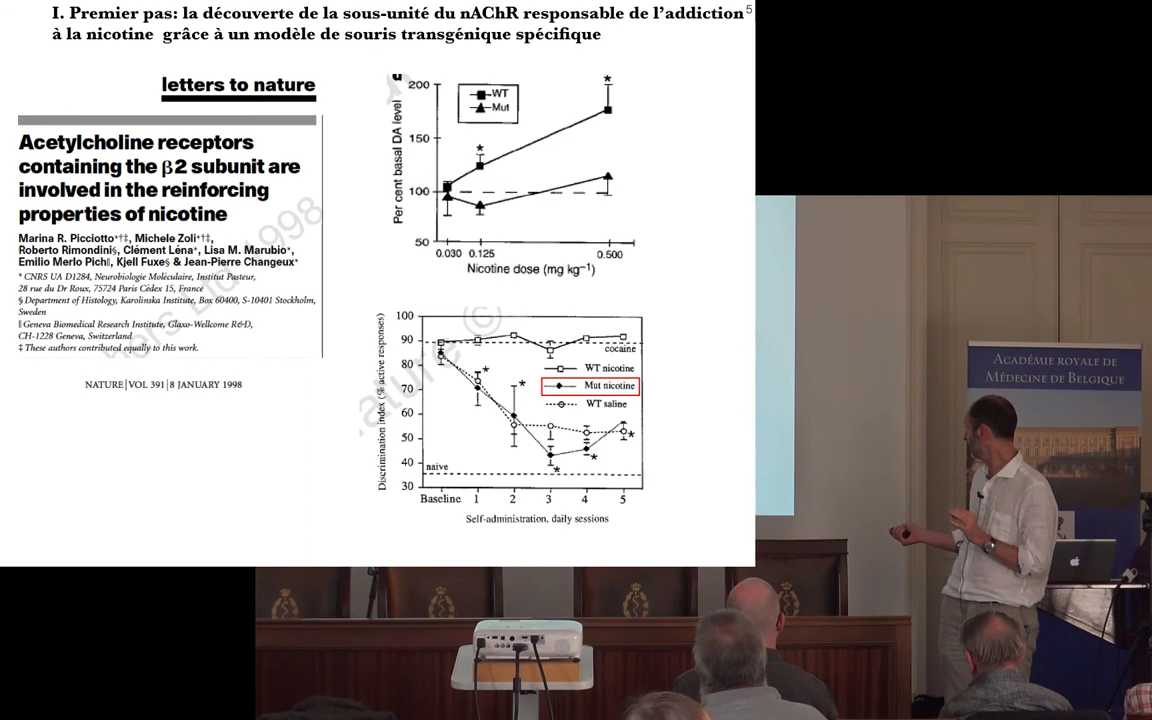 I. Premier pas: la découverte de la sous-unité du nAChR responsable de l’addiction
5
à la nicotine grâce à un modèle de souris transgénique spécifique
letters to nature
Acetylcholine receptors
containing the β2 subunit are
involved in the reinforcing
properties of nicotine
Marina R. Picciotto*†‡, Michele Zoli*†‡,
Roberto Rimondini§, Clément Léna*, Lisa M. Marubio*,
Emilio Merlo Pich‖, Kjell Fuxe§ & Jean-Pierre Changeux*
* CNRS UA D1284, Neurobiologie Moléculaire, Institut Pasteur,
28 rue du Dr Roux, 75724 Paris Cédex 15, France
§ Department of Histology, Karolinska Institute, Box 60400, S-10401 Stockholm,
Sweden
‖ Geneva Biomedical Research Institute, Glaxo-Wellcome R&D,
CH-1228 Geneva, Switzerland
‡ These authors contributed equally to this work.
NATURE|VOL 391|8 JANUARY 1998
Per cent basal DA level
200
150
100
50
WT
Mut
*
*
0.030 0.125 0.500
Nicotine dose (mg kg⁻¹)
Discrimination index (% active responses)
100
90
80
70
60
50
40
30
cocaine
WT nicotine
Mut nicotine
WT saline
naive
*
*
*
*
*
Baseline 1 2 3 4 5
Self-administration, daily sessions
Académie royale de
Médecine de Belgique